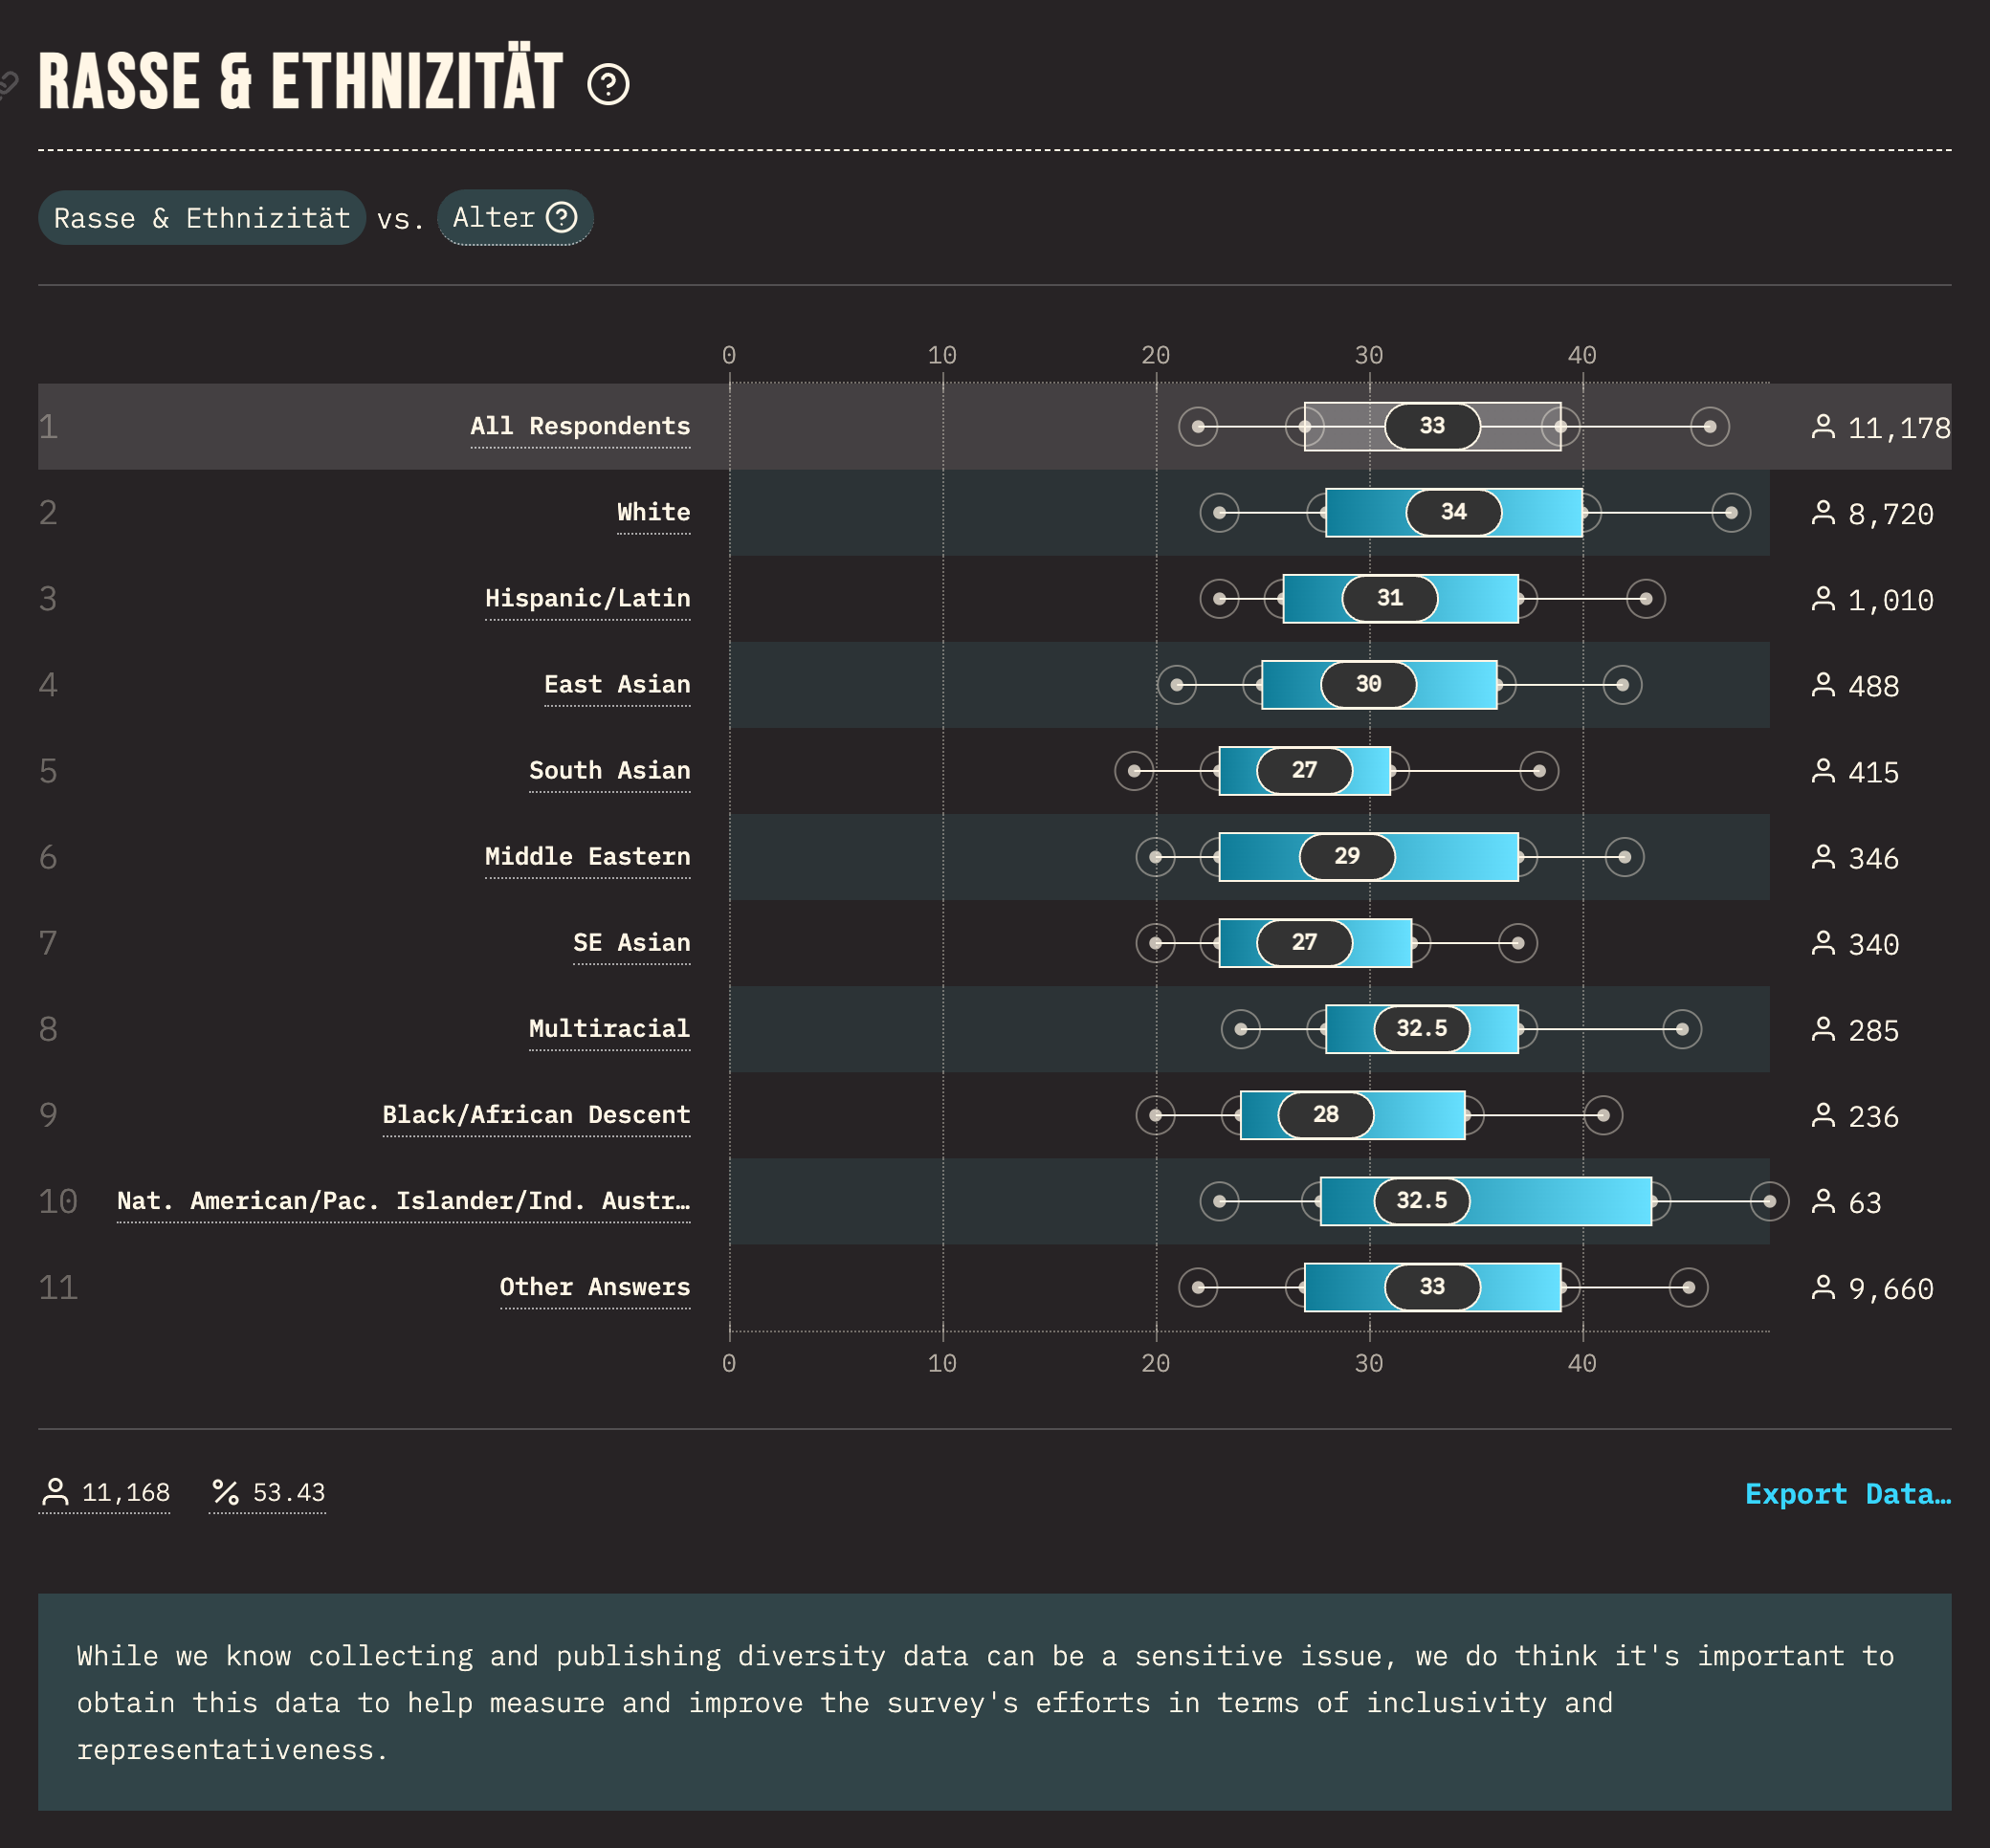 RASSE & ETHNIZITÄT ?
Rasse & Ethnizität vs. Alter ?
0 10 20 30 40
1 All Respondents 33 11,178
2 White 34 8,720
3 Hispanic/Latin 31 1,010
4 East Asian 30 488
5 South Asian 27 415
6 Middle Eastern 29 346
7 SE Asian 27 340
8 Multiracial 32.5 285
9 Black/African Descent 28 236
10 Nat. American/Pac. Islander/Ind. Austr… 32.5 63
11 Other Answers 33 9,660
0 10 20 30 40
11,168 % 53.43 Export Data…
While we know collecting and publishing diversity data can be a sensitive issue, we do think it's important to
obtain this data to help measure and improve the survey's efforts in terms of inclusivity and
representativeness.